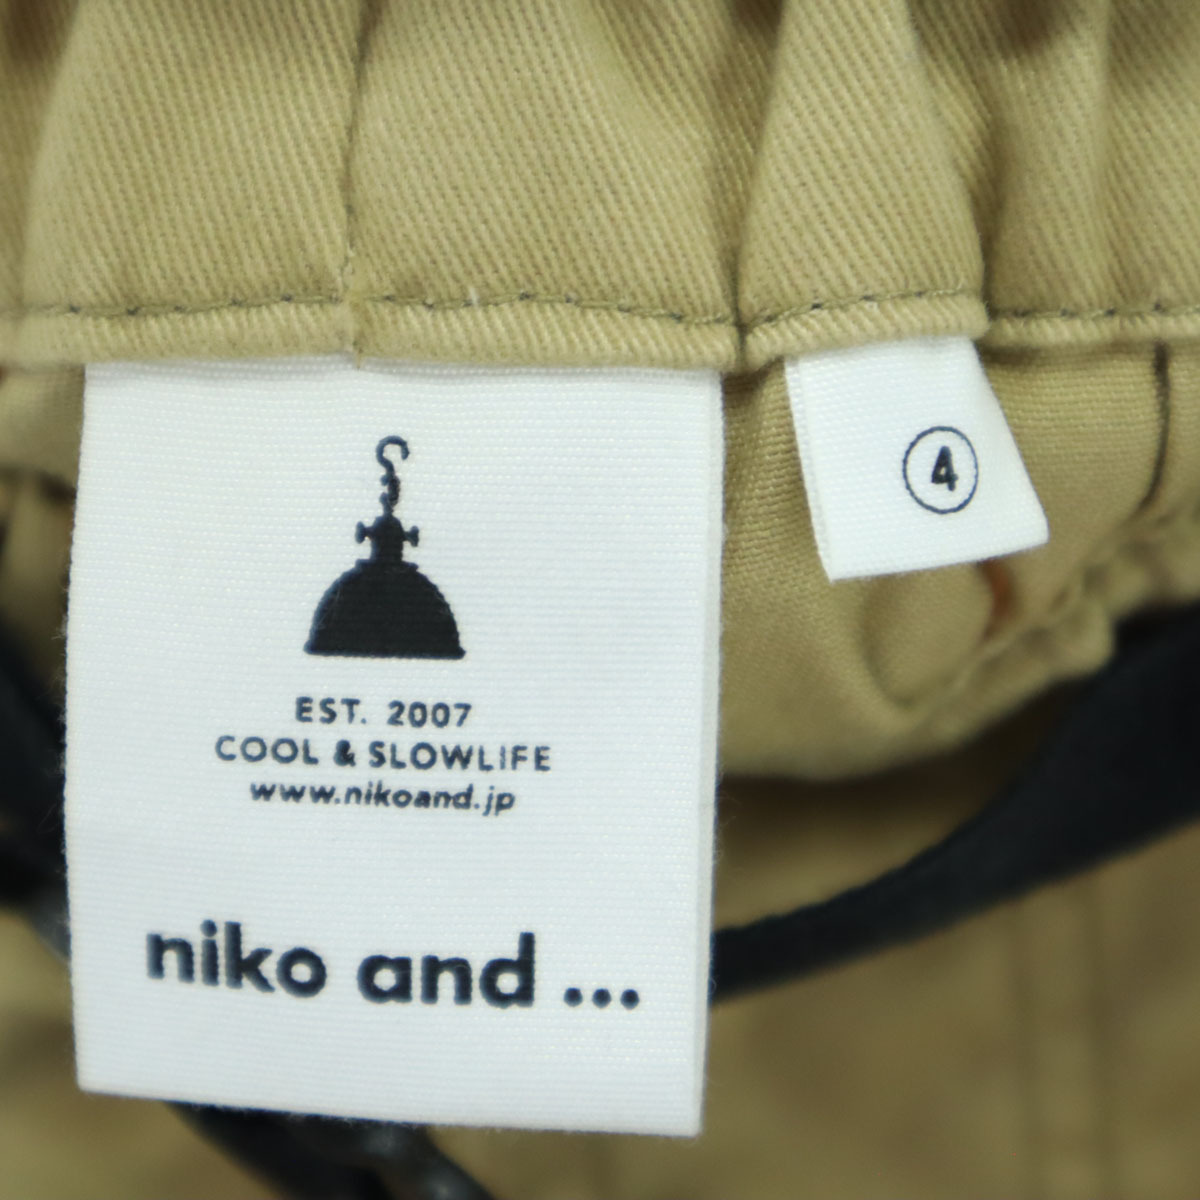 EST. 2007
COOL & SLOWLIFE
www.nikoand.jp
niko and ...
④